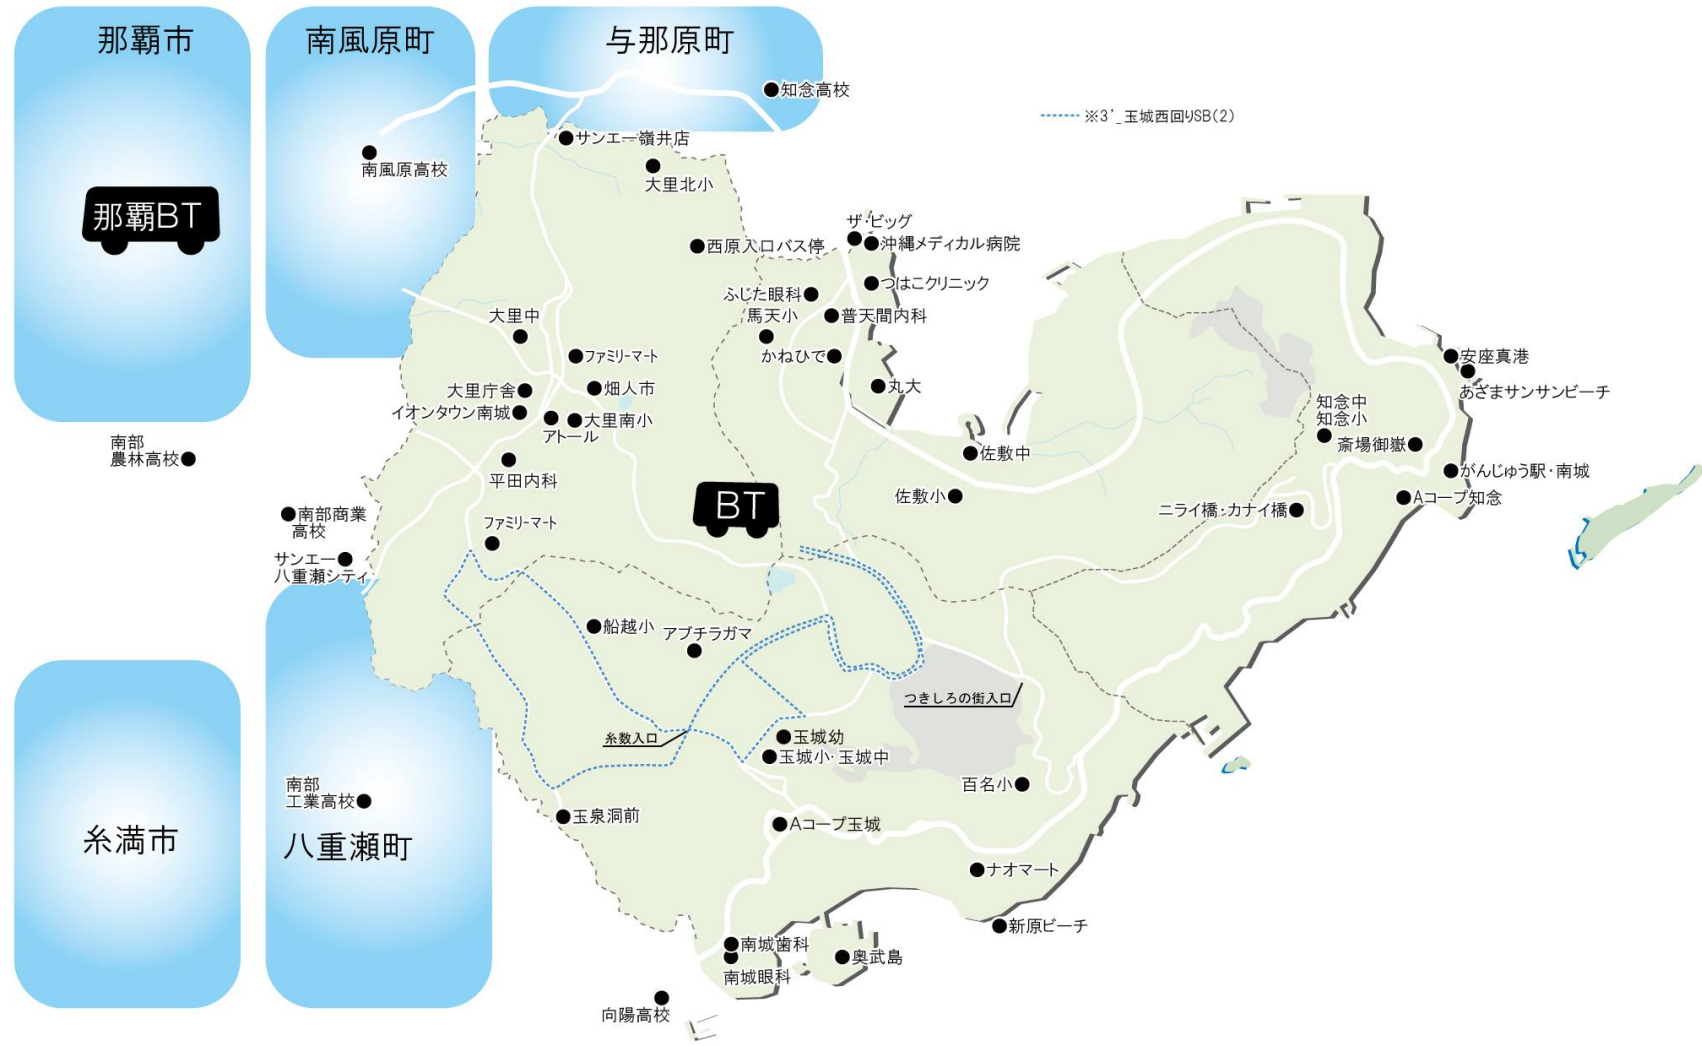 那覇市
南風原町
与那原町
知念高校
※3’_玉城西回りSB(2)
サンエー嶺井店
南風原高校
大里北小
那覇BT
ザ・ビッグ
西原入口バス停
沖縄メディカル病院
つはこクリニック
ふじた眼科
大里中
馬天小
普天間内科
ファミリーマート
かねひで
安座真港
大里庁舎
畑人市
丸大
あざまサンサンビーチ
イオンタウン南城
大里南小
アトール
知念中
知念小
斎場御嶽
南部
農林高校
佐敷中
がんじゅう駅・南城
平田内科
佐敷小
Aコープ知念
BT
ニライ橋・カナイ橋
南部商業
高校
ファミリーマート
サンエー
八重瀬シティ
船越小
アブチラガマ
つきしろの街入口
糸数入口
玉城幼
玉城小・玉城中
南部
工業高校
百名小
玉泉洞前
Aコープ玉城
糸満市
八重瀬町
ナオマート
新原ビーチ
南城歯科
南城眼科
奥武島
向陽高校